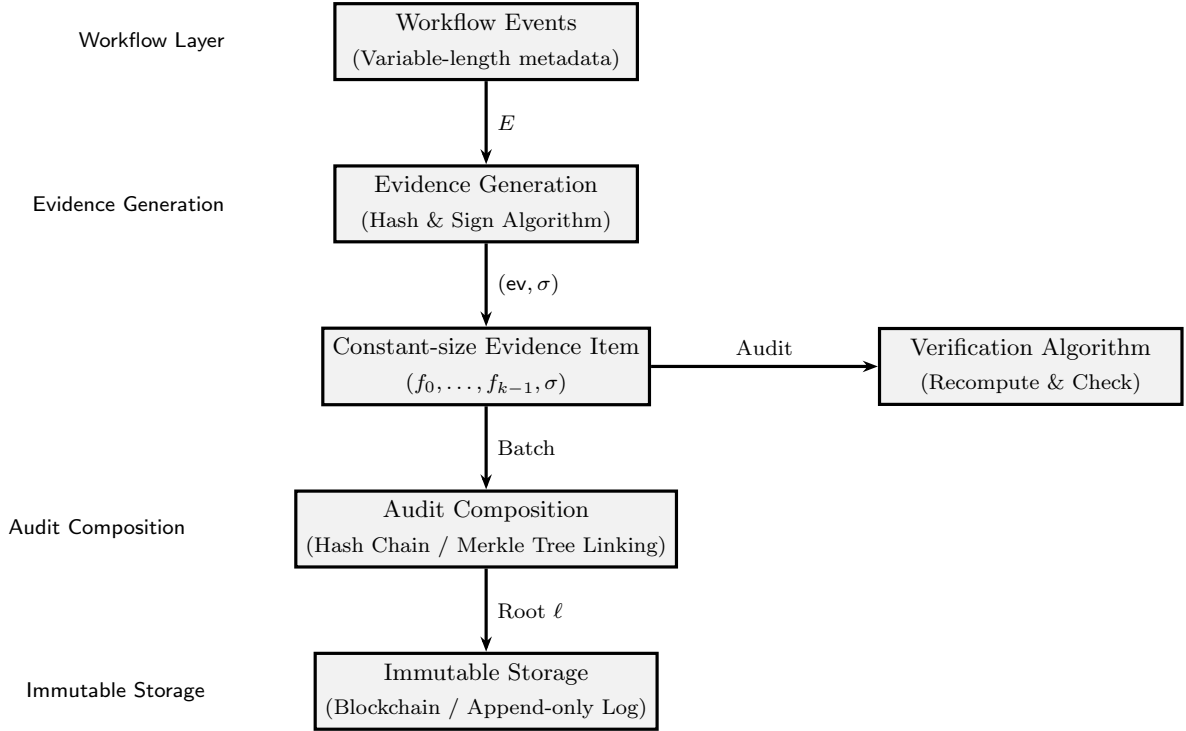 Workflow Layer
Workflow Events
(Variable-length metadata)
E
Evidence Generation
Evidence Generation
(Hash & Sign Algorithm)
(ev, σ)
Constant-size Evidence Item
(f₀, . . . , fₖ₋₁, σ)
Audit
Verification Algorithm
(Recompute & Check)
Batch
Audit Composition
Audit Composition
(Hash Chain / Merkle Tree Linking)
Root ℓ
Immutable Storage
Immutable Storage
(Blockchain / Append-only Log)